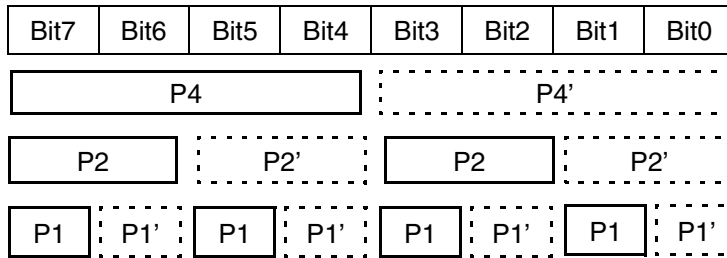 Bit7 Bit6 Bit5 Bit4 Bit3 Bit2 Bit1 Bit0
P4 P4’
P2 P2’ P2 P2’
P1 P1’ P1 P1’ P1 P1’ P1 P1’